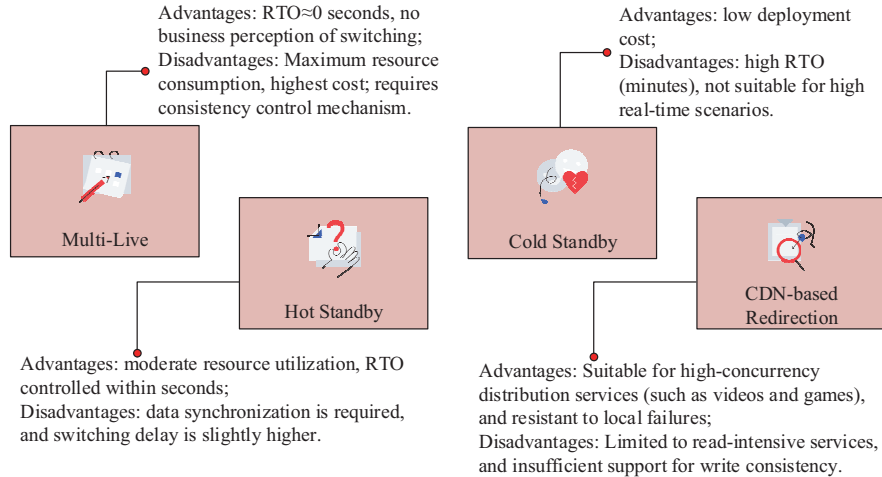 Advantages: RTO≈0 seconds, no
business perception of switching;
Disadvantages: Maximum resource
consumption, highest cost; requires
consistency control mechanism.
Multi-Live
Hot Standby
Advantages: moderate resource utilization, RTO
controlled within seconds;
Disadvantages: data synchronization is required,
and switching delay is slightly higher.
Advantages: low deployment
cost;
Disadvantages: high RTO
(minutes), not suitable for high
real-time scenarios.
Cold Standby
CDN-based
Redirection
Advantages: Suitable for high-concurrency
distribution services (such as videos and games),
and resistant to local failures;
Disadvantages: Limited to read-intensive services,
and insufficient support for write consistency.